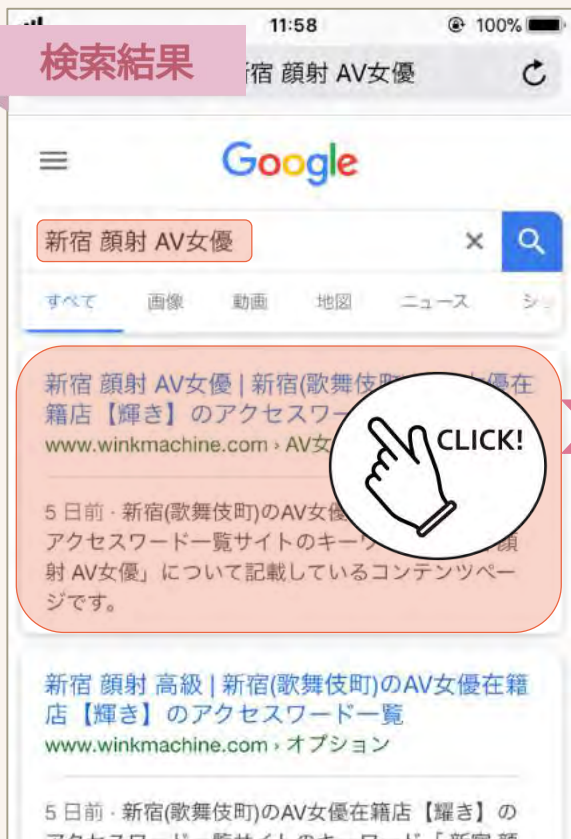 11:58 100%
検索結果
宿 顔射 AV女優
Google
新宿 顔射 AV女優
すべて 画像 動画 地図 ニュース シ
新宿 顔射 AV女優 | 新宿(歌舞伎 優在
籍店【輝き】のアクセスワー
www.winkmachine.com › AV女
CLICK!
5 日前 · 新宿(歌舞伎町)のAV女優
アクセスワード一覧サイトのキー 顔
射 AV女優」について記載しているコンテンツペー
ジです。
新宿 顔射 高級 | 新宿(歌舞伎町)のAV女優在籍
店【輝き】のアクセスワード一覧
www.winkmachine.com › オプション
5 日前 · 新宿(歌舞伎町)のAV女優在籍店【耀き】の